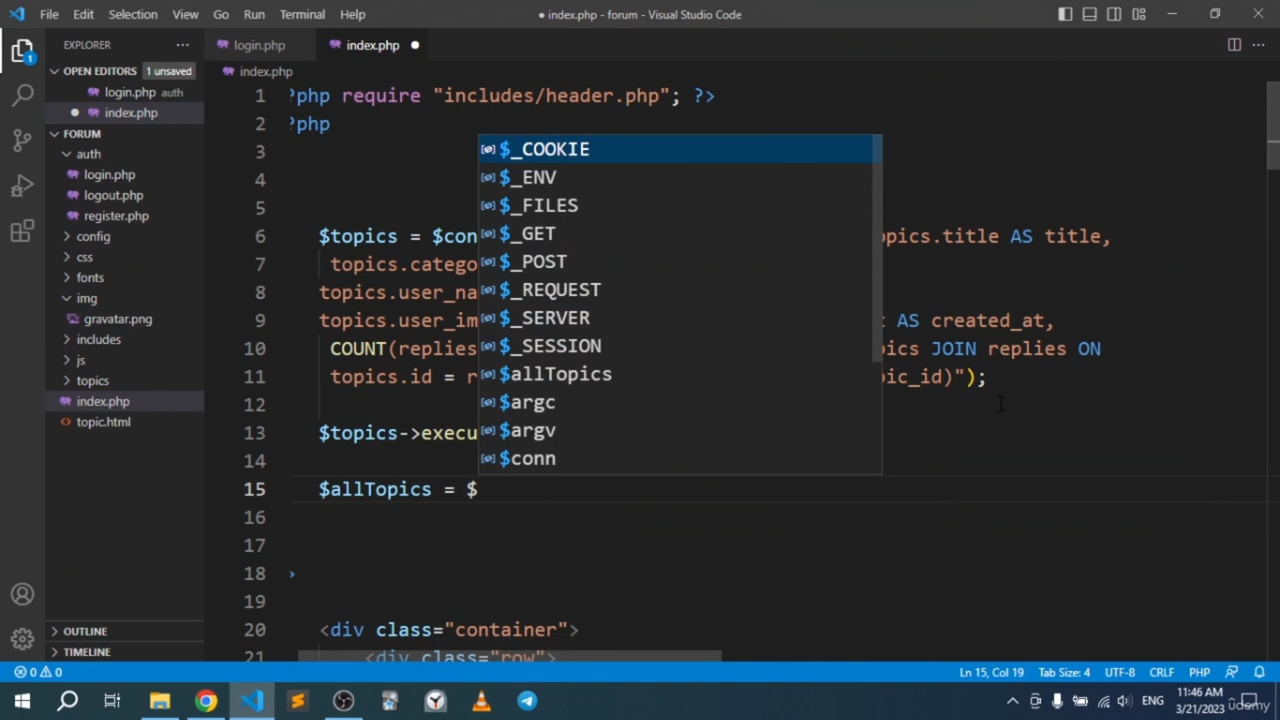 File Edit Selection View Go Run Terminal Help
● index.php - forum - Visual Studio Code
EXPLORER
login.php
index.php
OPEN EDITORS 1 unsaved
login.php auth
index.php
FORUM
auth
login.php
logout.php
register.php
config
css
fonts
img
gravatar.png
includes
js
topics
index.php
topic.html
OUTLINE
TIMELINE
index.php
1 ?php require "includes/header.php"; ?>
2 ?php
3
4
5
6 $topics = $con pics.title AS title,
7 topics.catego
8 topics.user_na
9 topics.user_im t AS created_at,
10 COUNT(replies pics JOIN replies ON
11 topics.id = r pic_id)");
12
13 $topics->execu
14
15 $allTopics = $
16
17
18 >
19
20 <div class="container">
21 <div class="row">
$_COOKIE
$_ENV
$_FILES
$_GET
$_POST
$_REQUEST
$_SERVER
$_SESSION
$allTopics
$argc
$argv
$conn
1
0 0 Ln 15, Col 19 Tab Size: 4 UTF-8 CRLF PHP
ENG
11:46 AM
3/21/2023
ûdemy